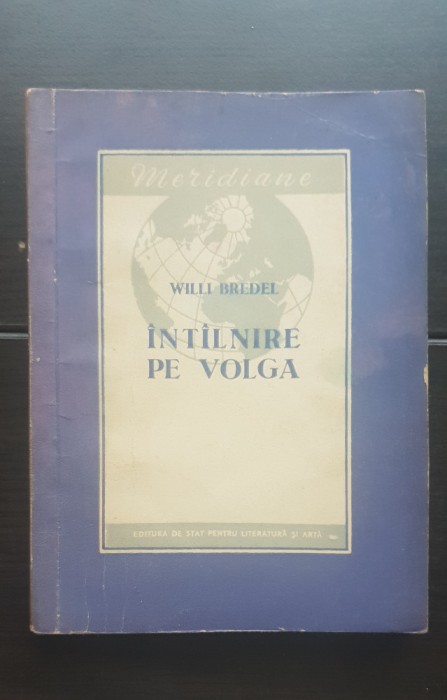 Meridiane
WILLI BREDEL
ÎNTÎLNIRE
PE VOLGA
EDITURA DE STAT PENTRU LITERATURĂ ȘI ARTĂ